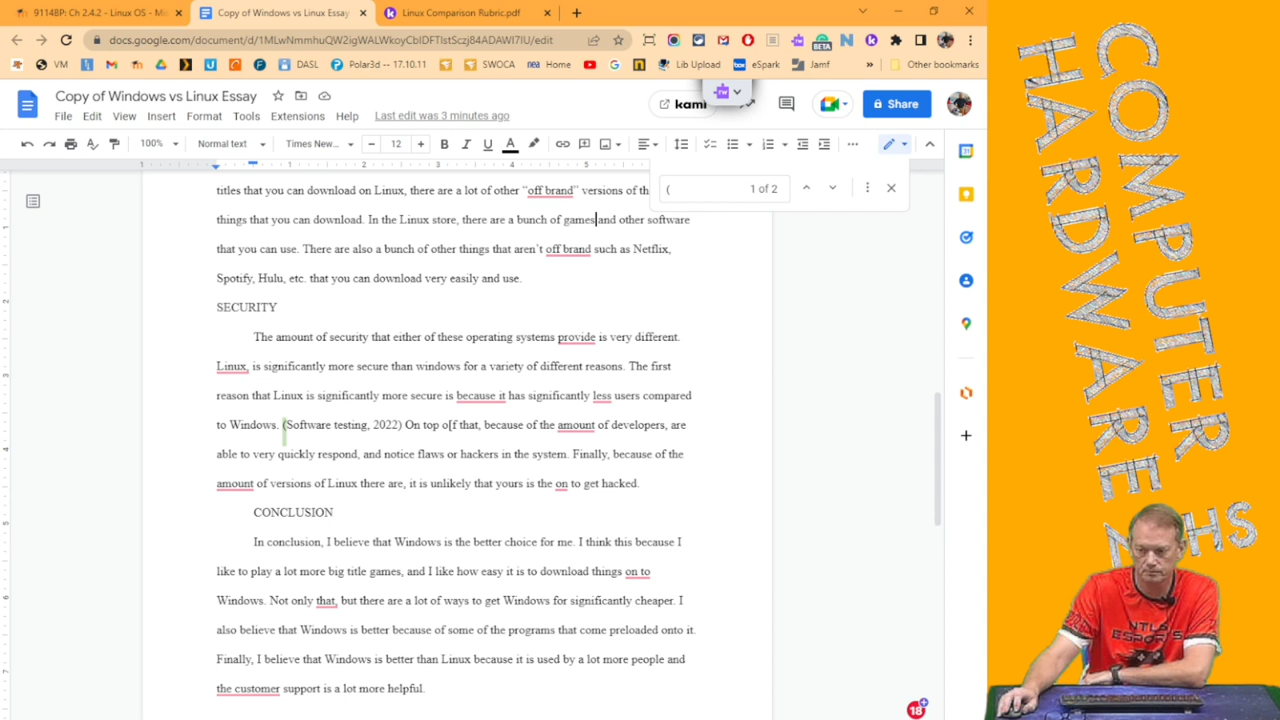 9114BP: Ch 2.4.2 - Linux OS - Mis
Copy of Windows vs Linux Essay
Linux Comparison Rubric.pdf
docs.google.com/document/d/1MLwNmmhuQW2igWALWkoyCbIDFTIstSczj84ADAWI7IU/edit
VM
DASL
Polar3d -- 17.10.11
SWOCA
nea Home
Lib Upload
box eSpark
Jamf
Other bookmarks
BETA
Copy of Windows vs Linux Essay
kami
Share
File Edit View Insert Format Tools Extensions Help Last edit was 3 minutes ago
100% Normal text Times New... 12 B I U A
( 1 of 2
titles that you can download on Linux, there are a lot of other “off brand” versions of th
things that you can download. In the Linux store, there are a bunch of games and other software
that you can use. There are also a bunch of other things that aren`t off brand such as Netflix,
Spotify, Hulu, etc. that you can download very easily and use.
SECURITY
The amount of security that either of these operating systems provide is very different.
Linux, is significantly more secure than windows for a variety of different reasons. The first
reason that Linux is significantly more secure is because it has significantly less users compared
to Windows. (Software testing, 2022) On top o[f that, because of the amount of developers, are
able to very quickly respond, and notice flaws or hackers in the system. Finally, because of the
amount of versions of Linux there are, it is unlikely that yours is the on to get hacked.
CONCLUSION
In conclusion, I believe that Windows is the better choice for me. I think this because I
like to play a lot more big title games, and I like how easy it is to download things on to
Windows. Not only that, but there are a lot of ways to get Windows for significantly cheaper. I
also believe that Windows is better because of some of the programs that come preloaded onto it.
Finally, I believe that Windows is better than Linux because it is used by a lot more people and
the customer support is a lot more helpful.
18
COMPUTER
HARDWARE
HS
NTLS
ESPORTS